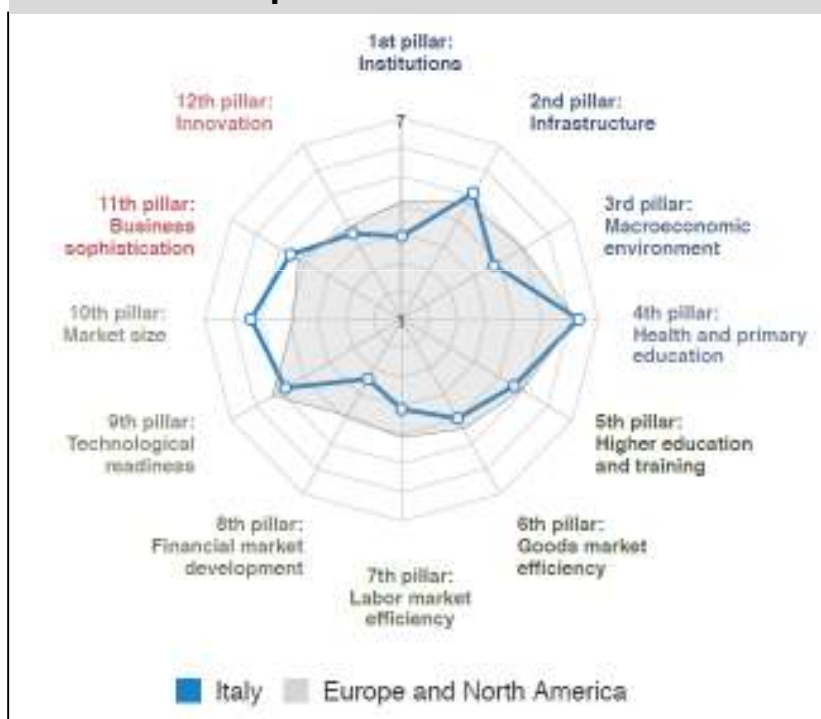 1st pillar:
Institutions
2nd pillar:
Infrastructure
3rd pillar:
Macroeconomic
environment
4th pillar:
Health and primary
education
5th pillar:
Higher education
and training
6th pillar:
Goods market
efficiency
7th pillar:
Labor market
efficiency
8th pillar:
Financial market
development
9th pillar:
Technological
readiness
10th pillar:
Market size
11th pillar:
Business
sophistication
12th pillar:
Innovation
7
1
Italy
Europe and North America